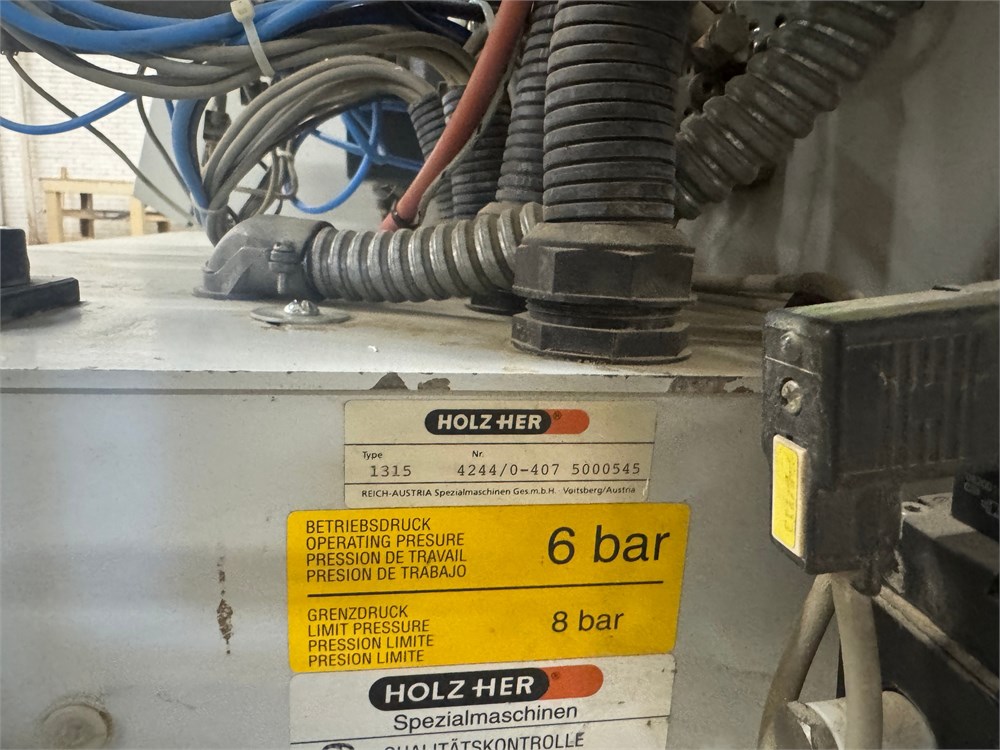 HOLZ-HER®
Type Nr.
1315 4244/0-407 5000545
REICH-AUSTRIA Spezialmaschinen Ges.m.b.H. Voitsberg/Austria
BETRIEBSDRUCK
OPERATING PRESURE
PRESSION DE TRAVAIL
PRESION DE TRABAJO
6 bar
GRENZDRUCK
LIMIT PRESSURE
PRESSION LIMITE
PRESION LIMITE
8 bar
HOLZ-HER®
Spezialmaschinen
QUALITÄTSKONTROLLE